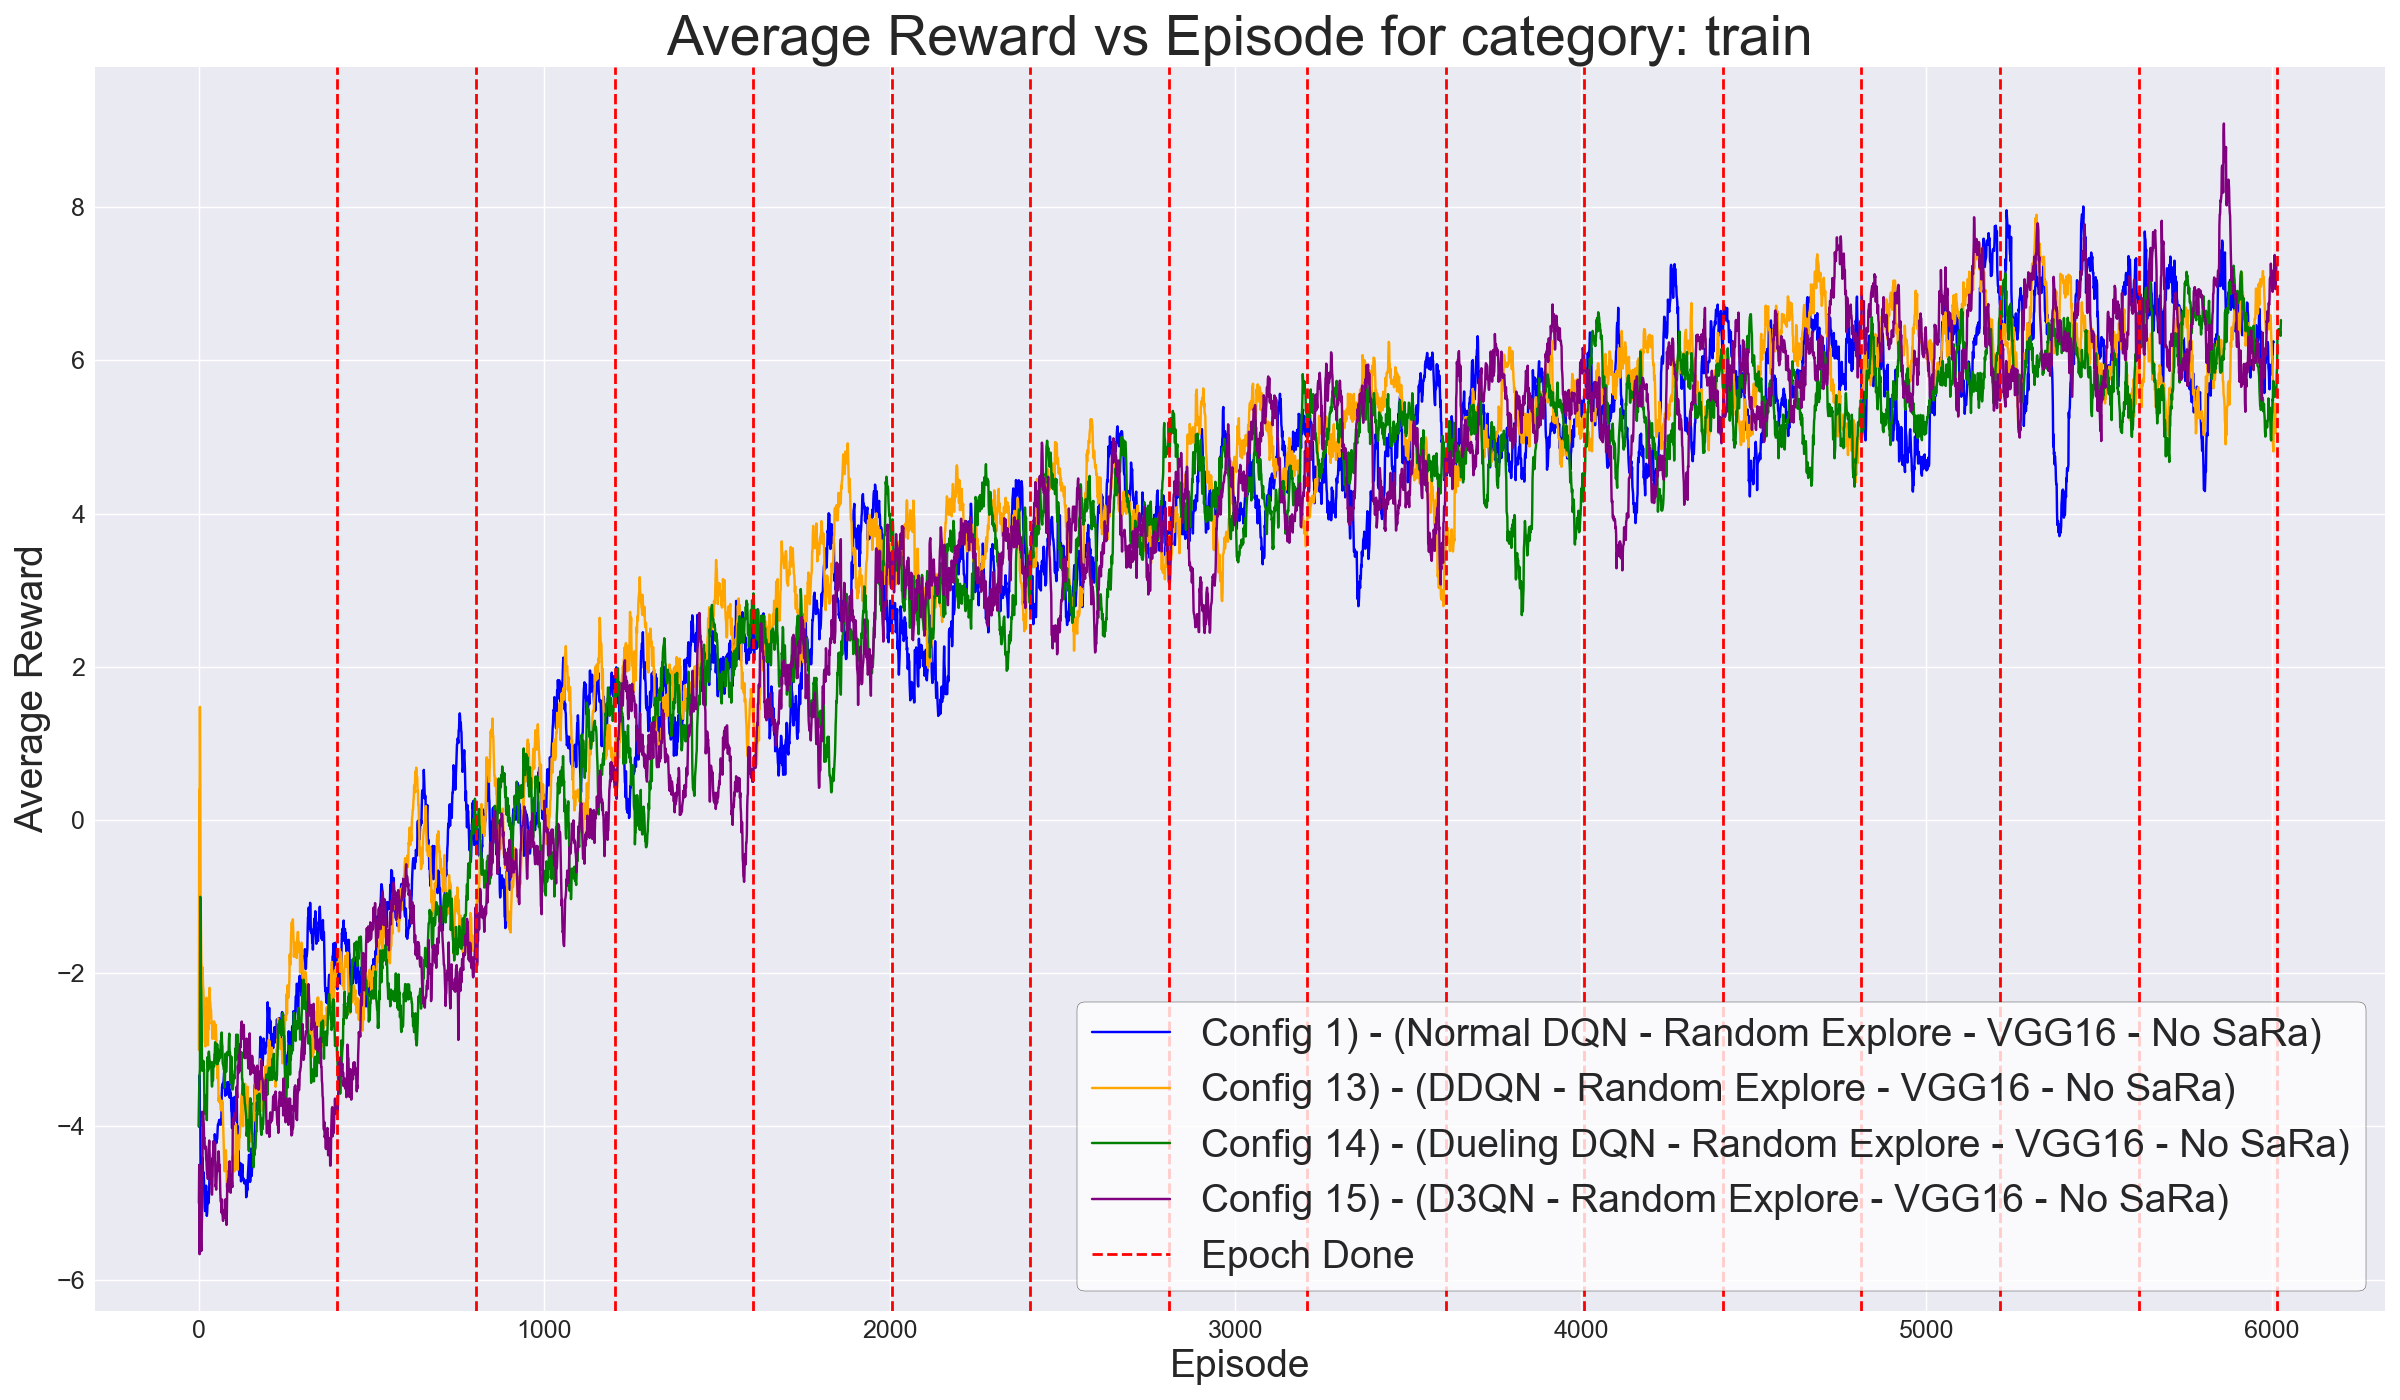 Average Reward vs Episode for category: train
Average Reward
8
6
4
2
0
−2
−4
−6
0 1000 2000 3000 4000 5000 6000
Episode
Config 1) - (Normal DQN - Random Explore - VGG16 - No SaRa)
Config 13) - (DDQN - Random Explore - VGG16 - No SaRa)
Config 14) - (Dueling DQN - Random Explore - VGG16 - No SaRa)
Config 15) - (D3QN - Random Explore - VGG16 - No SaRa)
Epoch Done